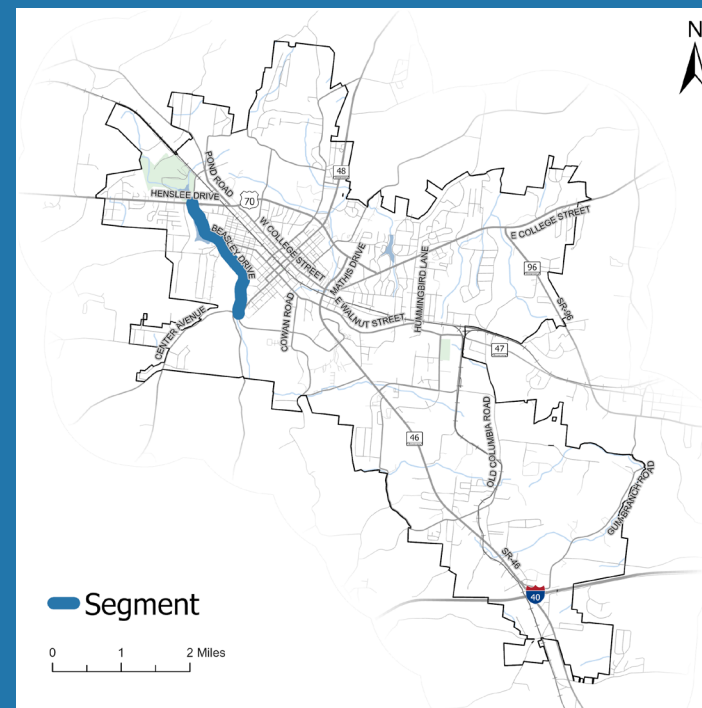 N
48
POND ROAD
HENSLEE DRIVE
70
W COLLEGE STREET
BEASLEY DRIVE
E COLLEGE STREET
MATHIS DRIVE
HUMMINGBIRD LANE
96
SR-96
E WALNUT STREET
COWAN ROAD
CENTER AVENUE
47
46
OLD COLUMBIA ROAD
GUM BRANCH ROAD
SR-46
40
Segment
0 1 2 Miles